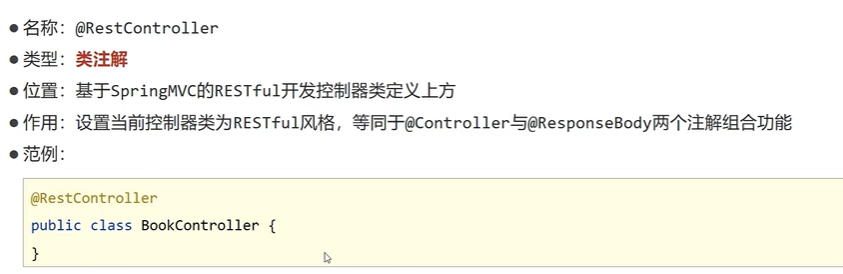 ● 名称：@RestController
● 类型：类注解
● 位置：基于SpringMVC的RESTful开发控制器类定义上方
● 作用：设置当前控制器类为RESTful风格，等同于@Controller与@ResponseBody两个注解组合功能
● 范例：
@RestController
public class BookController {
}